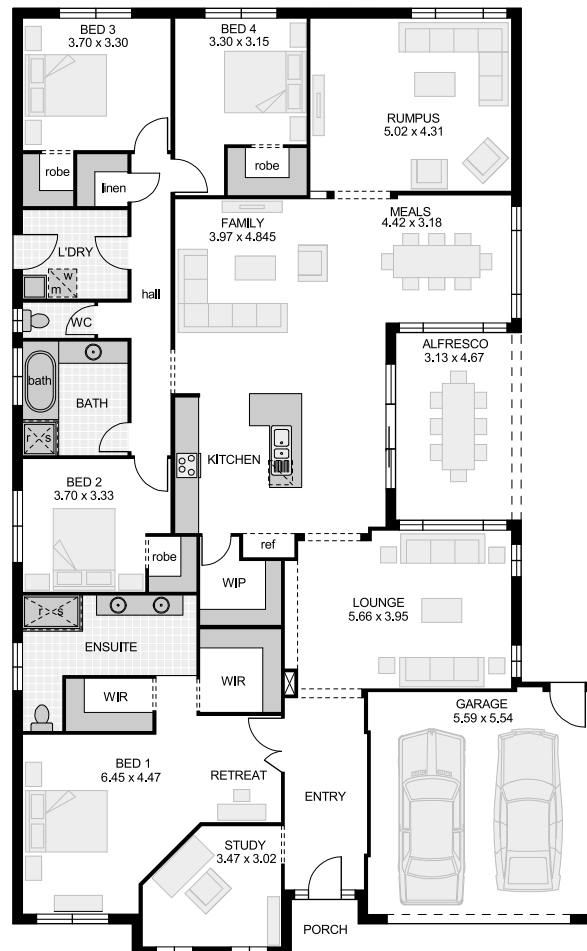 BED 3
3.70 x 3.30
BED 4
3.30 x 3.15
RUMPUS
5.02 x 4.31
robe
linen
robe
FAMILY
3.97 x 4.845
MEALS
4.42 x 3.18
L'DRY
w
m
hall
WC
ALFRESCO
3.13 x 4.67
bath
BATH
r s
KITCHEN
BED 2
3.70 x 3.33
robe
ref
WIP
LOUNGE
5.66 x 3.95
r s
ENSUITE
WIR
WIR
GARAGE
5.59 x 5.54
BED 1
6.45 x 4.47
RETREAT
ENTRY
STUDY
3.47 x 3.02
PORCH